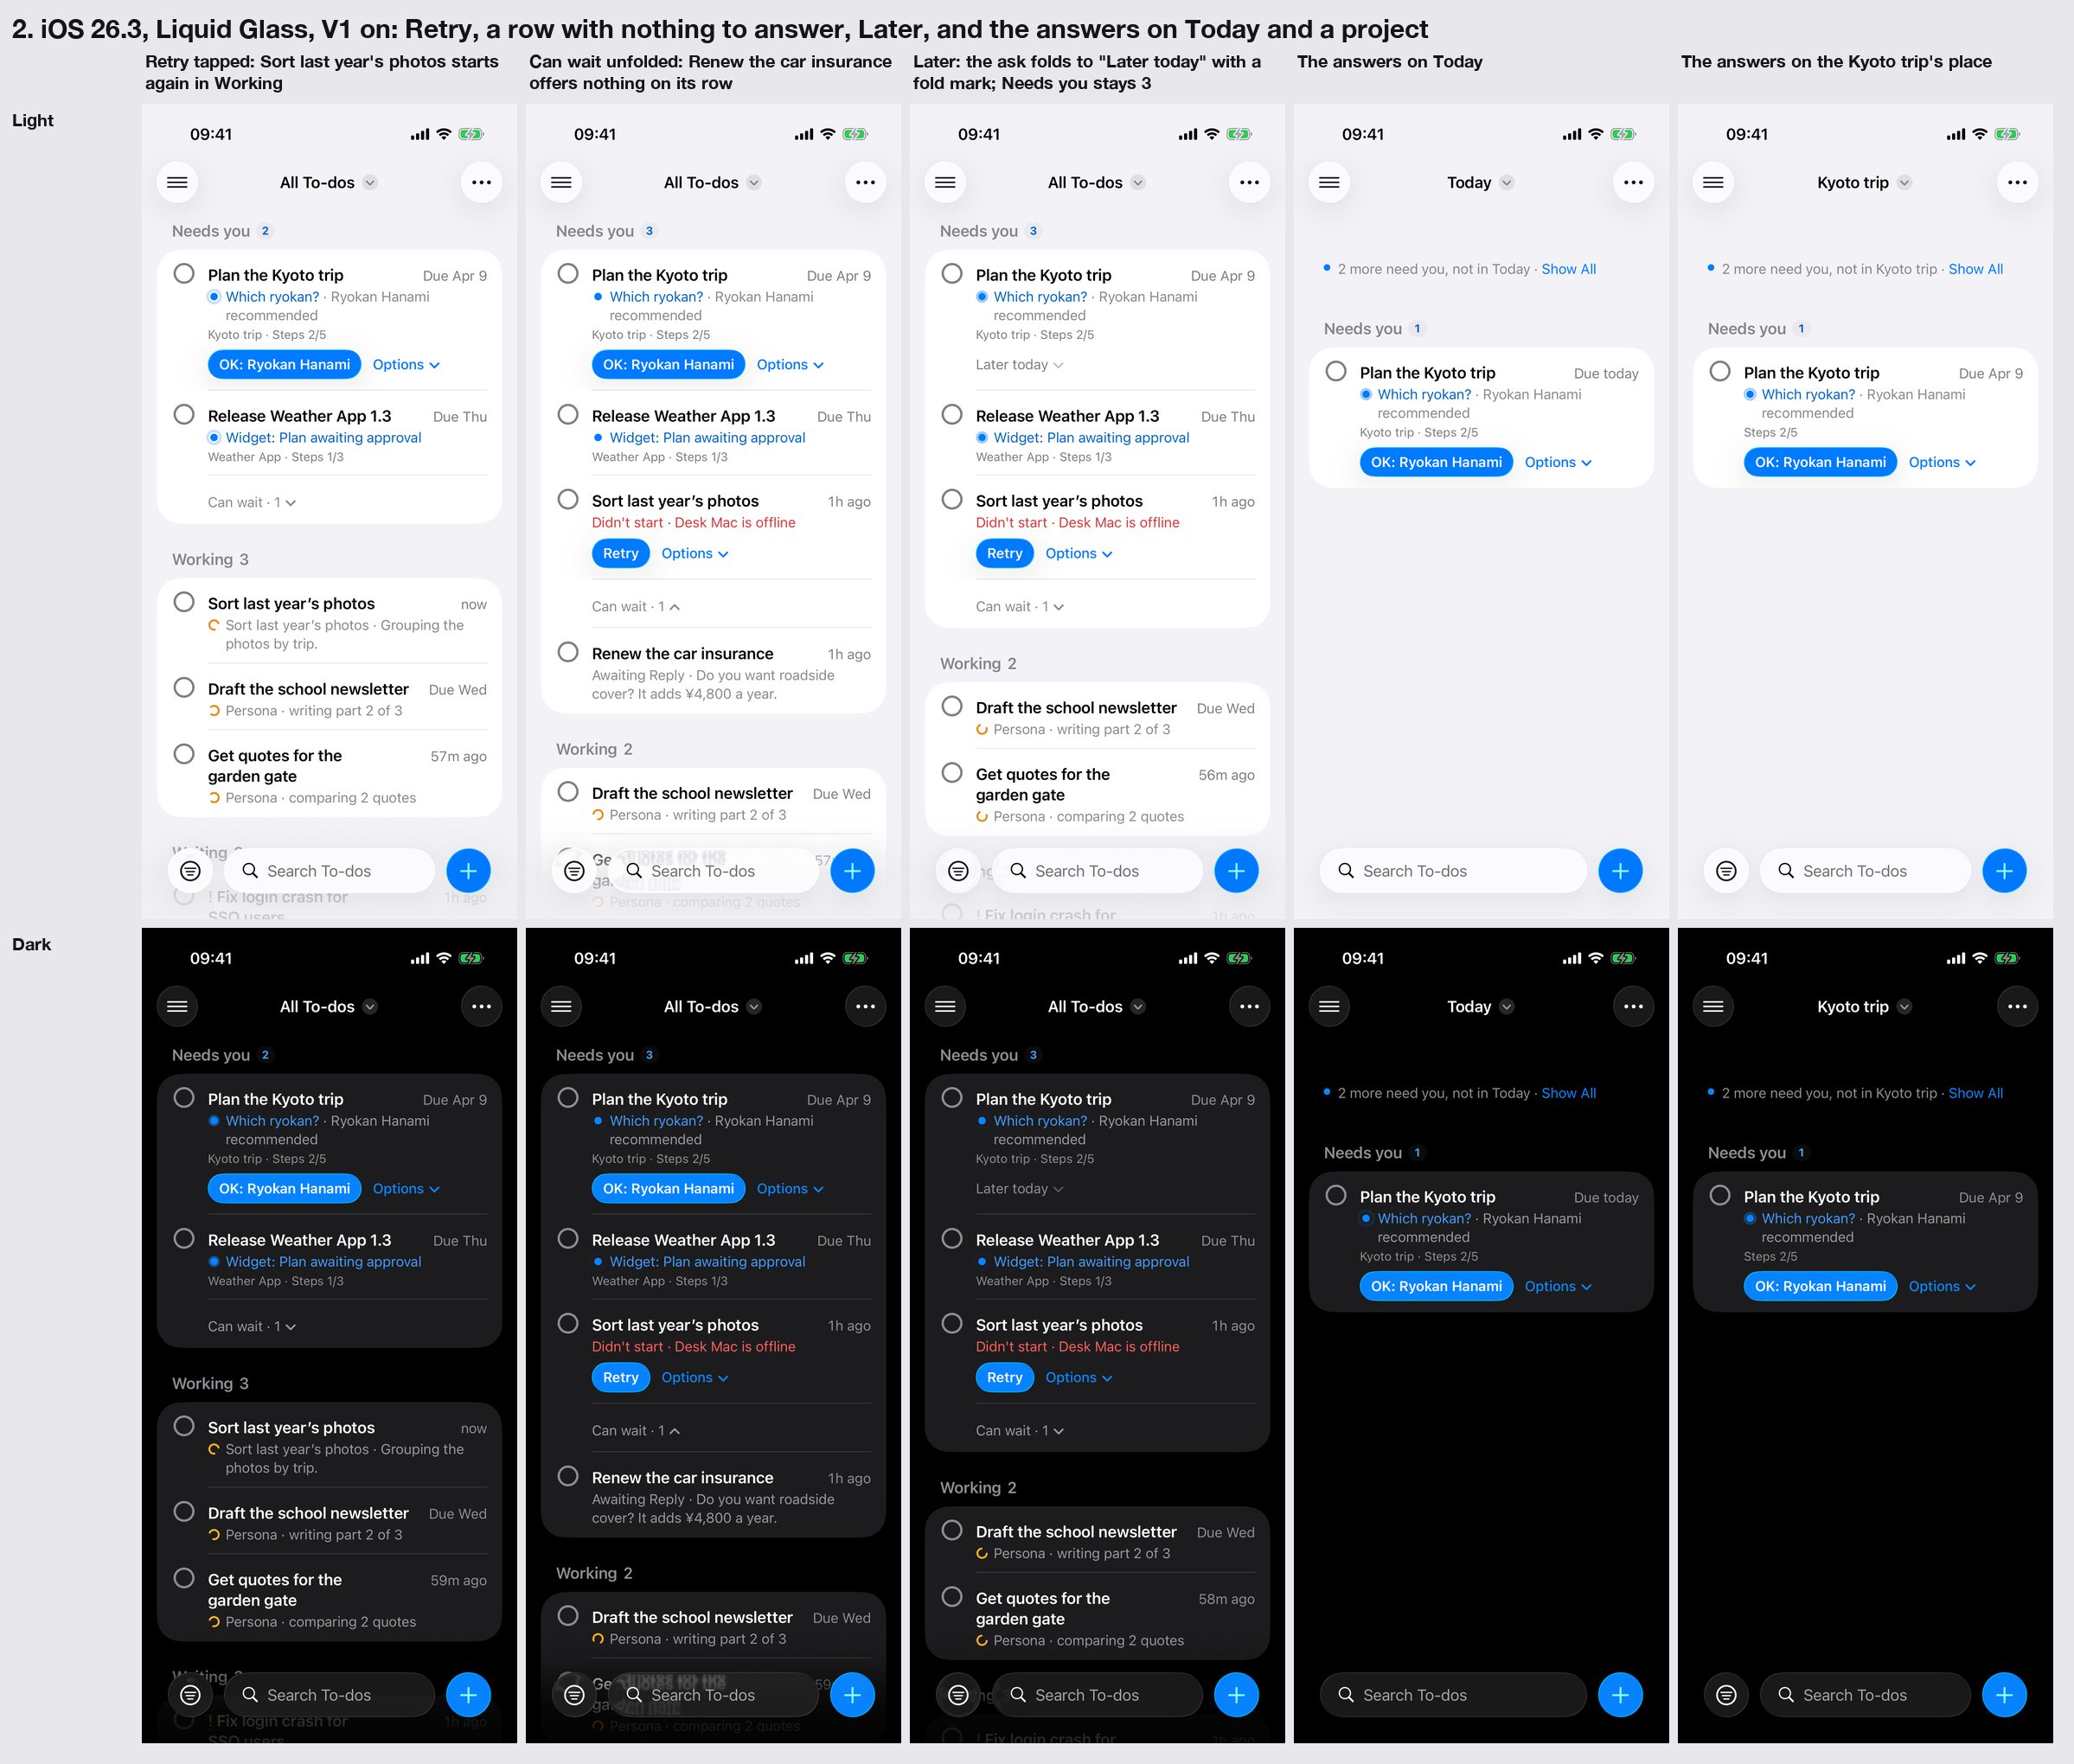 2. iOS 26.3, Liquid Glass, V1 on: Retry, a row with nothing to answer, Later, and the answers on Today and a project
Retry tapped: Sort last year's photos starts
again in Working
Can wait unfolded: Renew the car insurance
offers nothing on its row
Later: the ask folds to "Later today" with a
fold mark; Needs you stays 3
The answers on Today
The answers on the Kyoto trip's place
Light
09:41
All To-dos
Needs you 2
Plan the Kyoto trip Due Apr 9
Which ryokan? · Ryokan Hanami
recommended
Kyoto trip · Steps 2/5
OK: Ryokan Hanami Options
Release Weather App 1.3 Due Thu
Widget: Plan awaiting approval
Weather App · Steps 1/3
Can wait · 1
Working 3
Sort last year’s photos now
Sort last year’s photos · Grouping the
photos by trip.
Draft the school newsletter Due Wed
Persona · writing part 2 of 3
Get quotes for the 57m ago
garden gate
Persona · comparing 2 quotes
Search To-dos
! Fix login crash for 1h ago
SSO users
09:41
All To-dos
Needs you 3
Plan the Kyoto trip Due Apr 9
Which ryokan? · Ryokan Hanami
recommended
Kyoto trip · Steps 2/5
OK: Ryokan Hanami Options
Release Weather App 1.3 Due Thu
Widget: Plan awaiting approval
Weather App · Steps 1/3
Sort last year’s photos 1h ago
Didn't start · Desk Mac is offline
Retry Options
Can wait · 1
Renew the car insurance 1h ago
Awaiting Reply · Do you want roadside
cover? It adds ¥4,800 a year.
Working 2
Draft the school newsletter Due Wed
Persona · writing part 2 of 3
Search To-dos
Persona · comparing 2 quotes
09:41
All To-dos
Needs you 3
Plan the Kyoto trip Due Apr 9
Which ryokan? · Ryokan Hanami
recommended
Kyoto trip · Steps 2/5
Later today
Release Weather App 1.3 Due Thu
Widget: Plan awaiting approval
Weather App · Steps 1/3
Sort last year’s photos 1h ago
Didn't start · Desk Mac is offline
Retry Options
Can wait · 1
Working 2
Draft the school newsletter Due Wed
Persona · writing part 2 of 3
Get quotes for the 56m ago
garden gate
Persona · comparing 2 quotes
Search To-dos
! Fix login crash for 1h ago
09:41
Today
2 more need you, not in Today · Show All
Needs you 1
Plan the Kyoto trip Due today
Which ryokan? · Ryokan Hanami
recommended
Kyoto trip · Steps 2/5
OK: Ryokan Hanami Options
Search To-dos
09:41
Kyoto trip
2 more need you, not in Kyoto trip · Show All
Needs you 1
Plan the Kyoto trip Due Apr 9
Which ryokan? · Ryokan Hanami
recommended
Steps 2/5
OK: Ryokan Hanami Options
Search To-dos
Dark
09:41
All To-dos
Needs you 2
Plan the Kyoto trip Due Apr 9
Which ryokan? · Ryokan Hanami
recommended
Kyoto trip · Steps 2/5
OK: Ryokan Hanami Options
Release Weather App 1.3 Due Thu
Widget: Plan awaiting approval
Weather App · Steps 1/3
Can wait · 1
Working 3
Sort last year’s photos now
Sort last year’s photos · Grouping the
photos by trip.
Draft the school newsletter Due Wed
Persona · writing part 2 of 3
Get quotes for the 59m ago
garden gate
Persona · comparing 2 quotes
Search To-dos
! Fix login crash for 1h ago
SSO users
09:41
All To-dos
Needs you 3
Plan the Kyoto trip Due Apr 9
Which ryokan? · Ryokan Hanami
recommended
Kyoto trip · Steps 2/5
OK: Ryokan Hanami Options
Release Weather App 1.3 Due Thu
Widget: Plan awaiting approval
Weather App · Steps 1/3
Sort last year’s photos 1h ago
Didn't start · Desk Mac is offline
Retry Options
Can wait · 1
Renew the car insurance 1h ago
Awaiting Reply · Do you want roadside
cover? It adds ¥4,800 a year.
Working 2
Draft the school newsletter Due Wed
Persona · writing part 2 of 3
Search To-dos
Persona · comparing 2 quotes
09:41
All To-dos
Needs you 3
Plan the Kyoto trip Due Apr 9
Which ryokan? · Ryokan Hanami
recommended
Kyoto trip · Steps 2/5
Later today
Release Weather App 1.3 Due Thu
Widget: Plan awaiting approval
Weather App · Steps 1/3
Sort last year’s photos 1h ago
Didn't start · Desk Mac is offline
Retry Options
Can wait · 1
Working 2
Draft the school newsletter Due Wed
Persona · writing part 2 of 3
Get quotes for the 58m ago
garden gate
Persona · comparing 2 quotes
Search To-dos
! Fix login crash for 1h ago
09:41
Today
2 more need you, not in Today · Show All
Needs you 1
Plan the Kyoto trip Due today
Which ryokan? · Ryokan Hanami
recommended
Kyoto trip · Steps 2/5
OK: Ryokan Hanami Options
Search To-dos
09:41
Kyoto trip
2 more need you, not in Kyoto trip · Show All
Needs you 1
Plan the Kyoto trip Due Apr 9
Which ryokan? · Ryokan Hanami
recommended
Steps 2/5
OK: Ryokan Hanami Options
Search To-dos